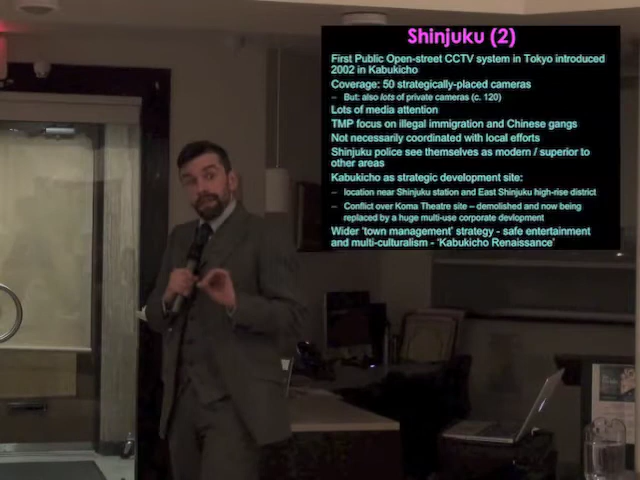 Shinjuku (2)
First Public Open-street CCTV system in Tokyo introduced
2002 in Kabukicho
Coverage: 50 strategically-placed cameras
– But: also lots of private cameras (c. 120)
Lots of media attention
TMP focus on illegal immigration and Chinese gangs
Not necessarily coordinated with local efforts
Shinjuku police see themselves as modern / superior to
other areas
Kabukicho as strategic development site:
– location near Shinjuku station and East Shinjuku high-rise district
– Conflict over Koma Theatre site – demolished and now being
replaced by a huge multi-use corporate devlopment
Wider 'town management' strategy - safe entertainment
and multi-culturalism - 'Kabukicho Renaissance'